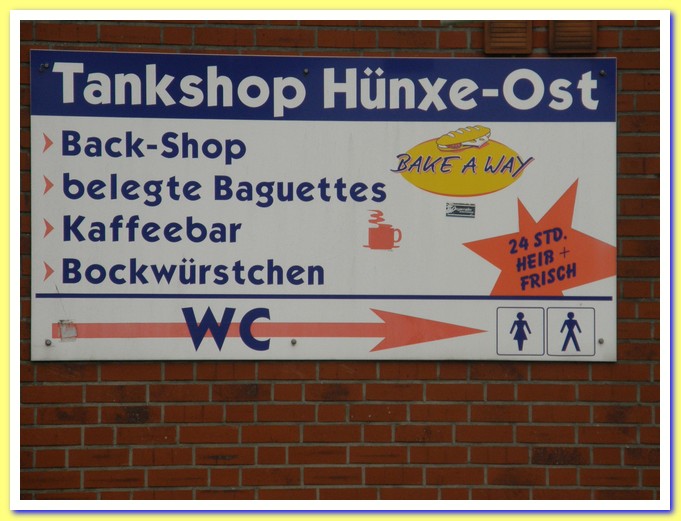 Tankshop Hünxe-Ost
Back-Shop
belegte Baguettes
Kaffeebar
Bockwürstchen
BAKE A WAY
24 STD.
HEIß +
FRISCH
WC